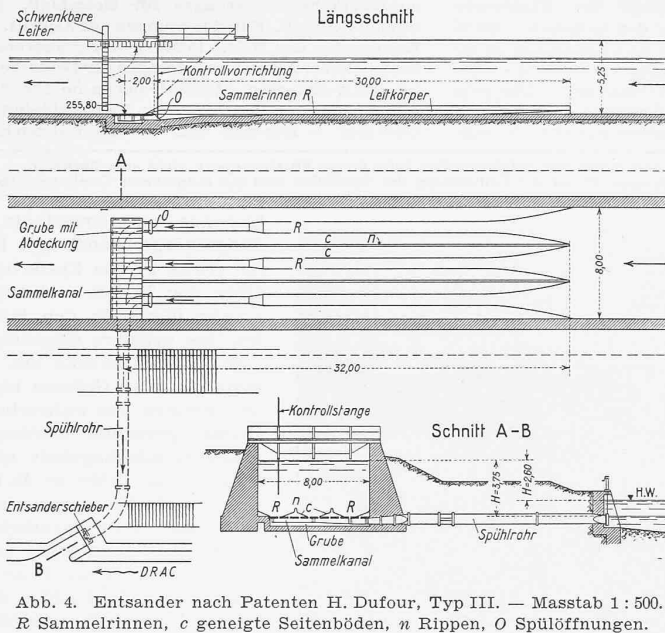 Schwenkbare
Leiter
Längsschnitt
2,00
Kontrollvorrichtung
30,00
~5,25
255,80
O
Sammelrinnen R
Leitkörper
A
O
Grube mit
Abdeckung
R
c
n
c
R
8,00
Sammelkanal
R
32,00
Kontrollstange
Schnitt A-B
Spühlrohr
8,00
H=3,75
H=2,60
H.W.
R
n
c
R
Entsanderschieber
Grube
Spühlrohr
Sammelkanal
B
DRAC
Abb. 4. Entsander nach Patenten H. Dufour, Typ III. — Masstab 1 : 500.
R Sammelrinnen, c geneigte Seitenböden, n Rippen, O Spülöffnungen.